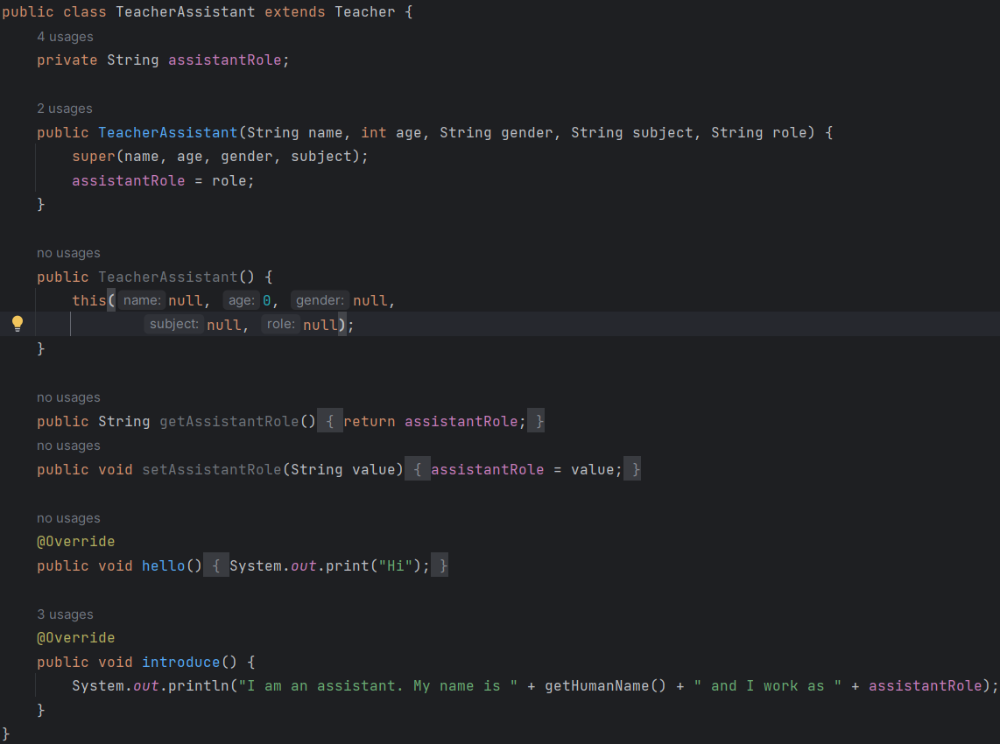 public class TeacherAssistant extends Teacher {
4 usages
private String assistantRole;
2 usages
public TeacherAssistant(String name, int age, String gender, String subject, String role) {
super(name, age, gender, subject);
assistantRole = role;
}
no usages
public TeacherAssistant() {
this( name: null, age: 0, gender: null,
subject: null, role: null);
}
no usages
public String getAssistantRole() { return assistantRole; }
no usages
public void setAssistantRole(String value) { assistantRole = value; }
no usages
@Override
public void hello() { System.out.print("Hi"); }
3 usages
@Override
public void introduce() {
System.out.println("I am an assistant. My name is " + getHumanName() + " and I work as " + assistantRole);
}
}